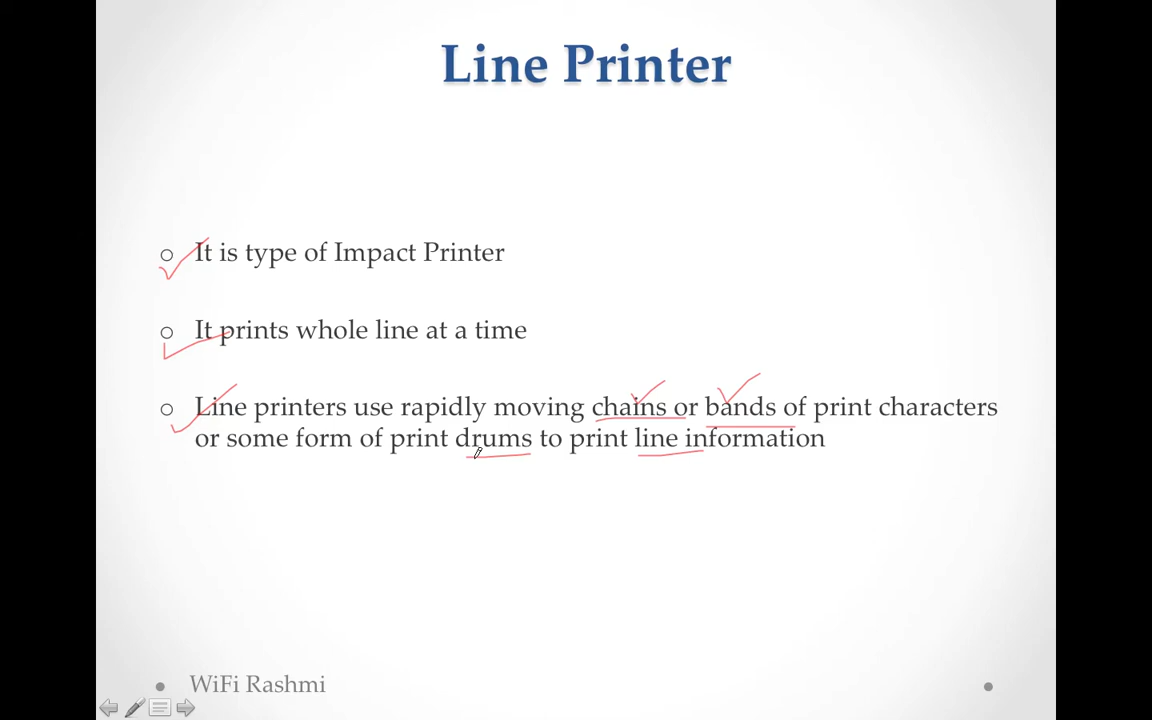 Line Printer
It is type of Impact Printer
It prints whole line at a time
Line printers use rapidly moving chains or bands of print characters
or some form of print drums to print line information
WiFi Rashmi